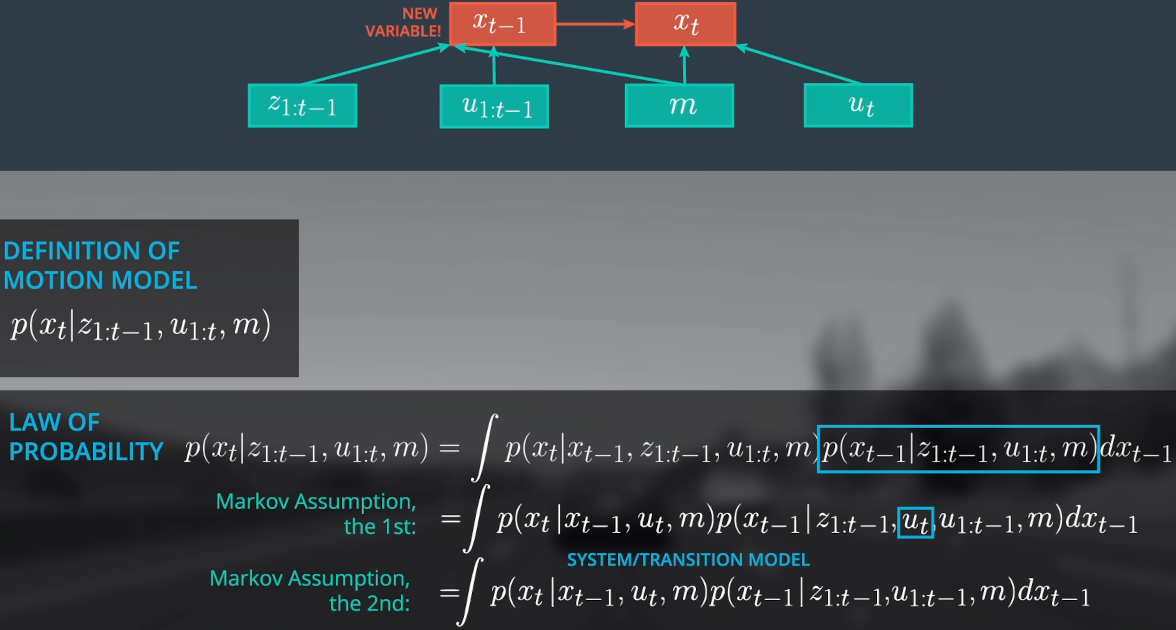 NEW
VARIABLE!
x_{t-1}
x_t
z_{1:t-1}
u_{1:t-1}
m
u_t
DEFINITION OF
MOTION MODEL
p(x_t|z_{1:t-1}, u_{1:t}, m)
LAW OF
PROBABILITY
p(x_t|z_{1:t-1}, u_{1:t}, m) = ∫ p(x_t|x_{t-1}, z_{1:t-1}, u_{1:t}, m)p(x_{t-1}|z_{1:t-1}, u_{1:t}, m)dx_{t-1}
Markov Assumption,
the 1st:
= ∫ p(x_t|x_{t-1}, u_t, m)p(x_{t-1}|z_{1:t-1}, u_t, u_{1:t-1}, m)dx_{t-1}
SYSTEM/TRANSITION MODEL
Markov Assumption,
the 2nd:
= ∫ p(x_t|x_{t-1}, u_t, m)p(x_{t-1}|z_{1:t-1}, u_{1:t-1}, m)dx_{t-1}